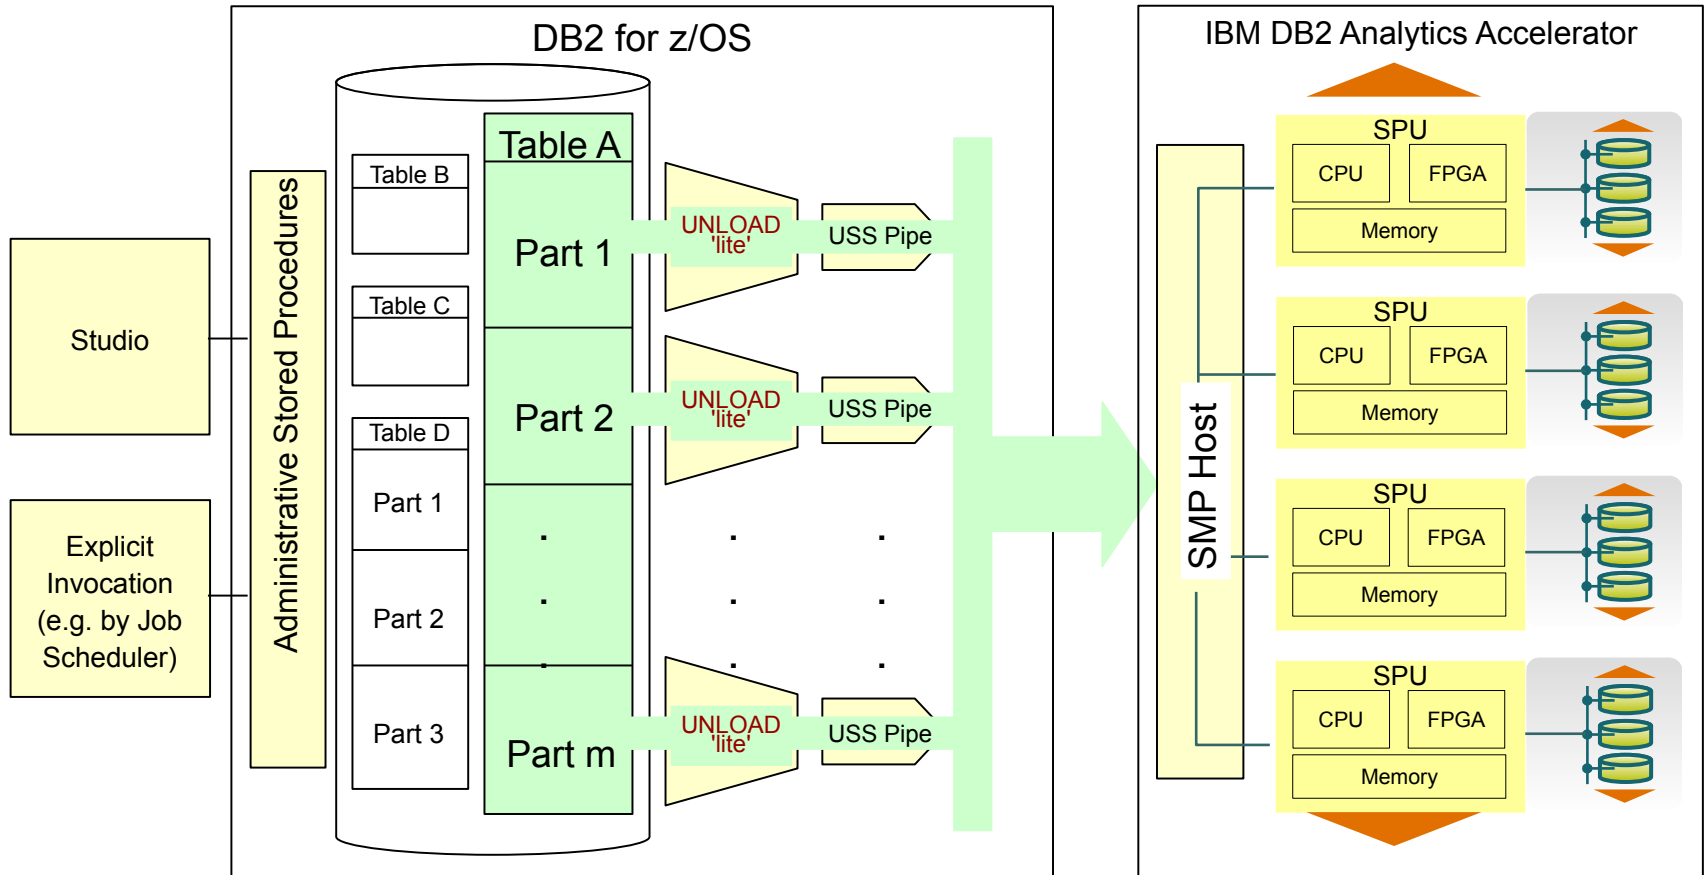 DB2 for z/OS
IBM DB2 Analytics Accelerator
Studio
Explicit
Invocation
(e.g. by Job
Scheduler)
Administrative Stored Procedures
Table B
Table C
Table D
Part 1
Part 2
Part 3
Table A
Part 1
Part 2
.
.
.
Part m
UNLOAD
'lite'
USS Pipe
UNLOAD
'lite'
USS Pipe
. .
. .
. .
UNLOAD
'lite'
USS Pipe
SMP Host
SPU
CPU FPGA
Memory
SPU
CPU FPGA
Memory
SPU
CPU FPGA
Memory
SPU
CPU FPGA
Memory